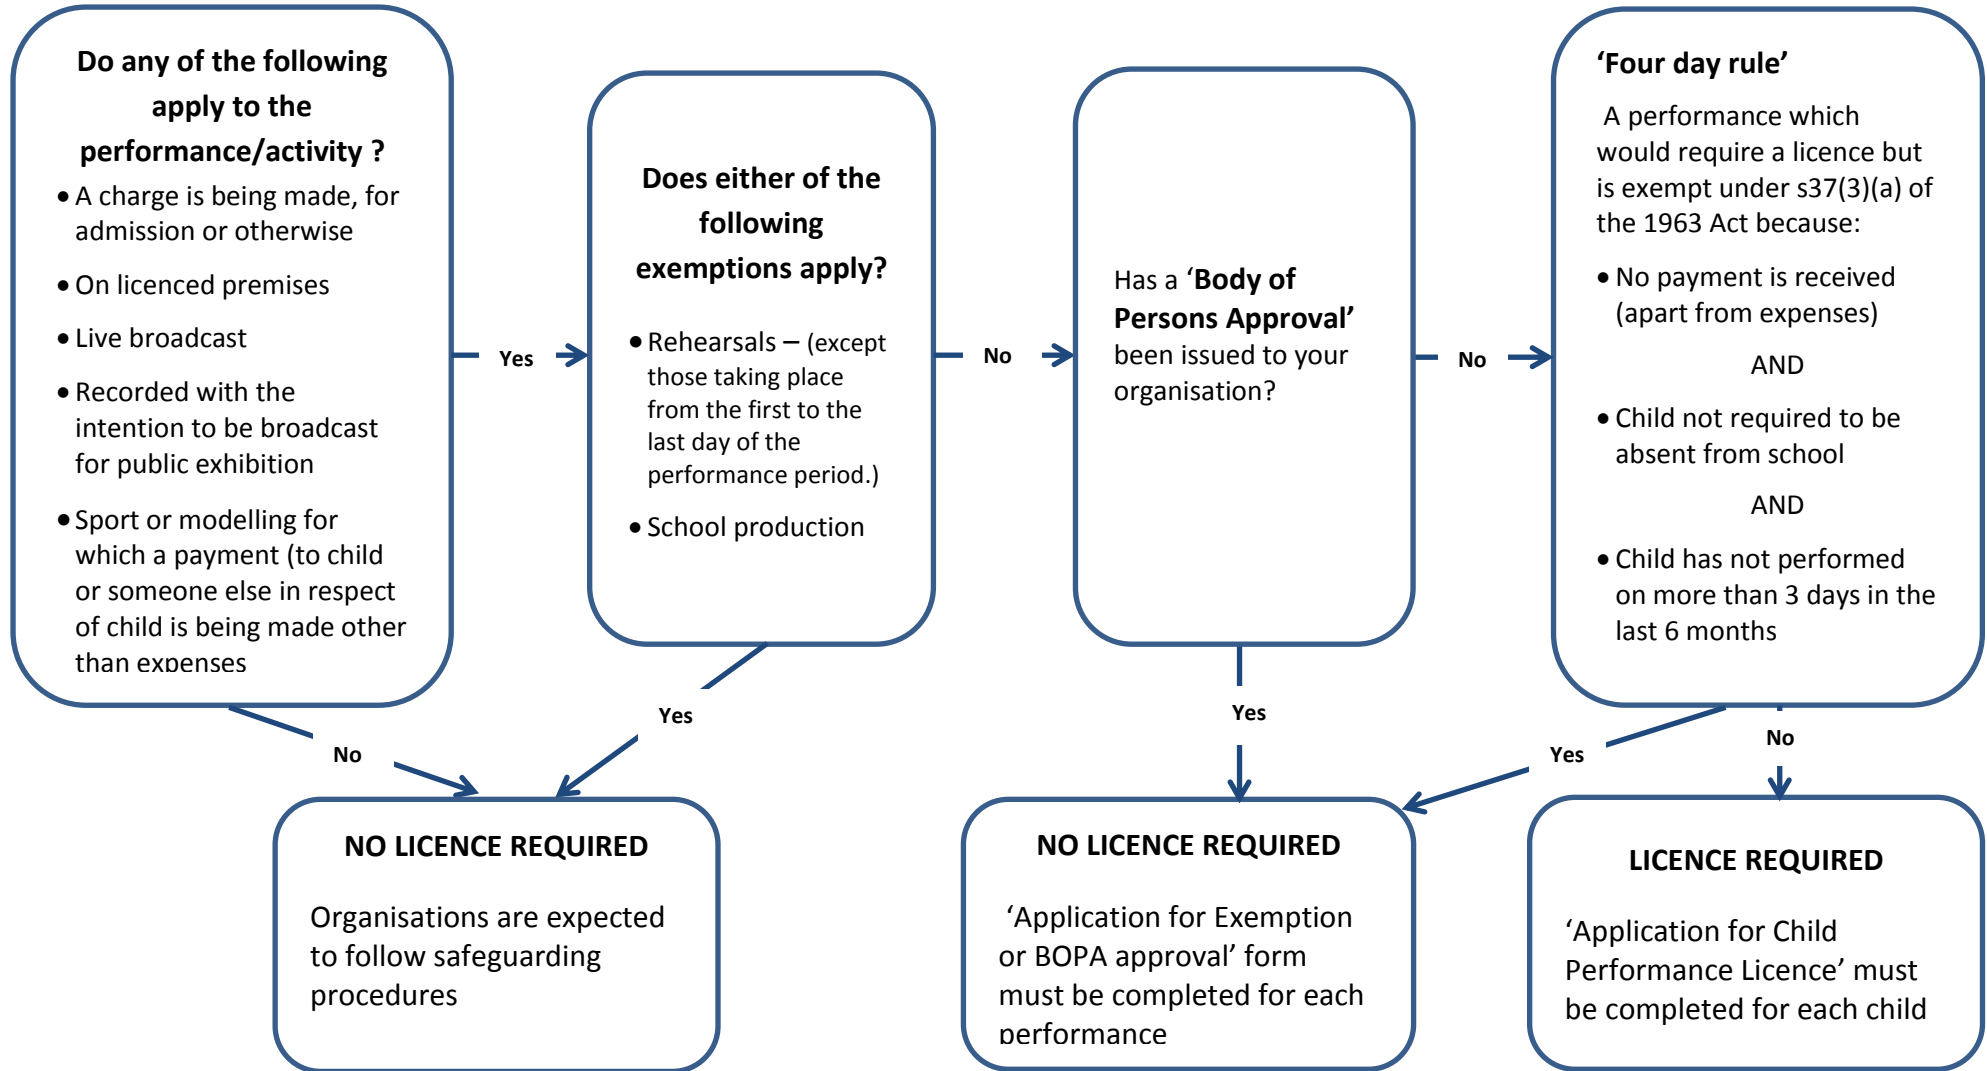 Do any of the following
apply to the
performance/activity ?
• A charge is being made, for
admission or otherwise
• On licenced premises
• Live broadcast
• Recorded with the
intention to be broadcast
for public exhibition
• Sport or modelling for
which a payment (to child
or someone else in respect
of child is being made other
than expenses
Yes
No
Does either of the
following
exemptions apply?
• Rehearsals – (except
those taking place
from the first to the
last day of the
performance period.)
• School production
No
Yes
Has a ‘Body of
Persons Approval’
been issued to your
organisation?
No
Yes
‘Four day rule’
A performance which
would require a licence but
is exempt under s37(3)(a) of
the 1963 Act because:
• No payment is received
(apart from expenses)
AND
• Child not required to be
absent from school
AND
• Child has not performed
on more than 3 days in the
last 6 months
Yes
No
NO LICENCE REQUIRED
Organisations are expected
to follow safeguarding
procedures
NO LICENCE REQUIRED
‘Application for Exemption
or BOPA approval’ form
must be completed for each
performance
LICENCE REQUIRED
‘Application for Child
Performance Licence’ must
be completed for each child